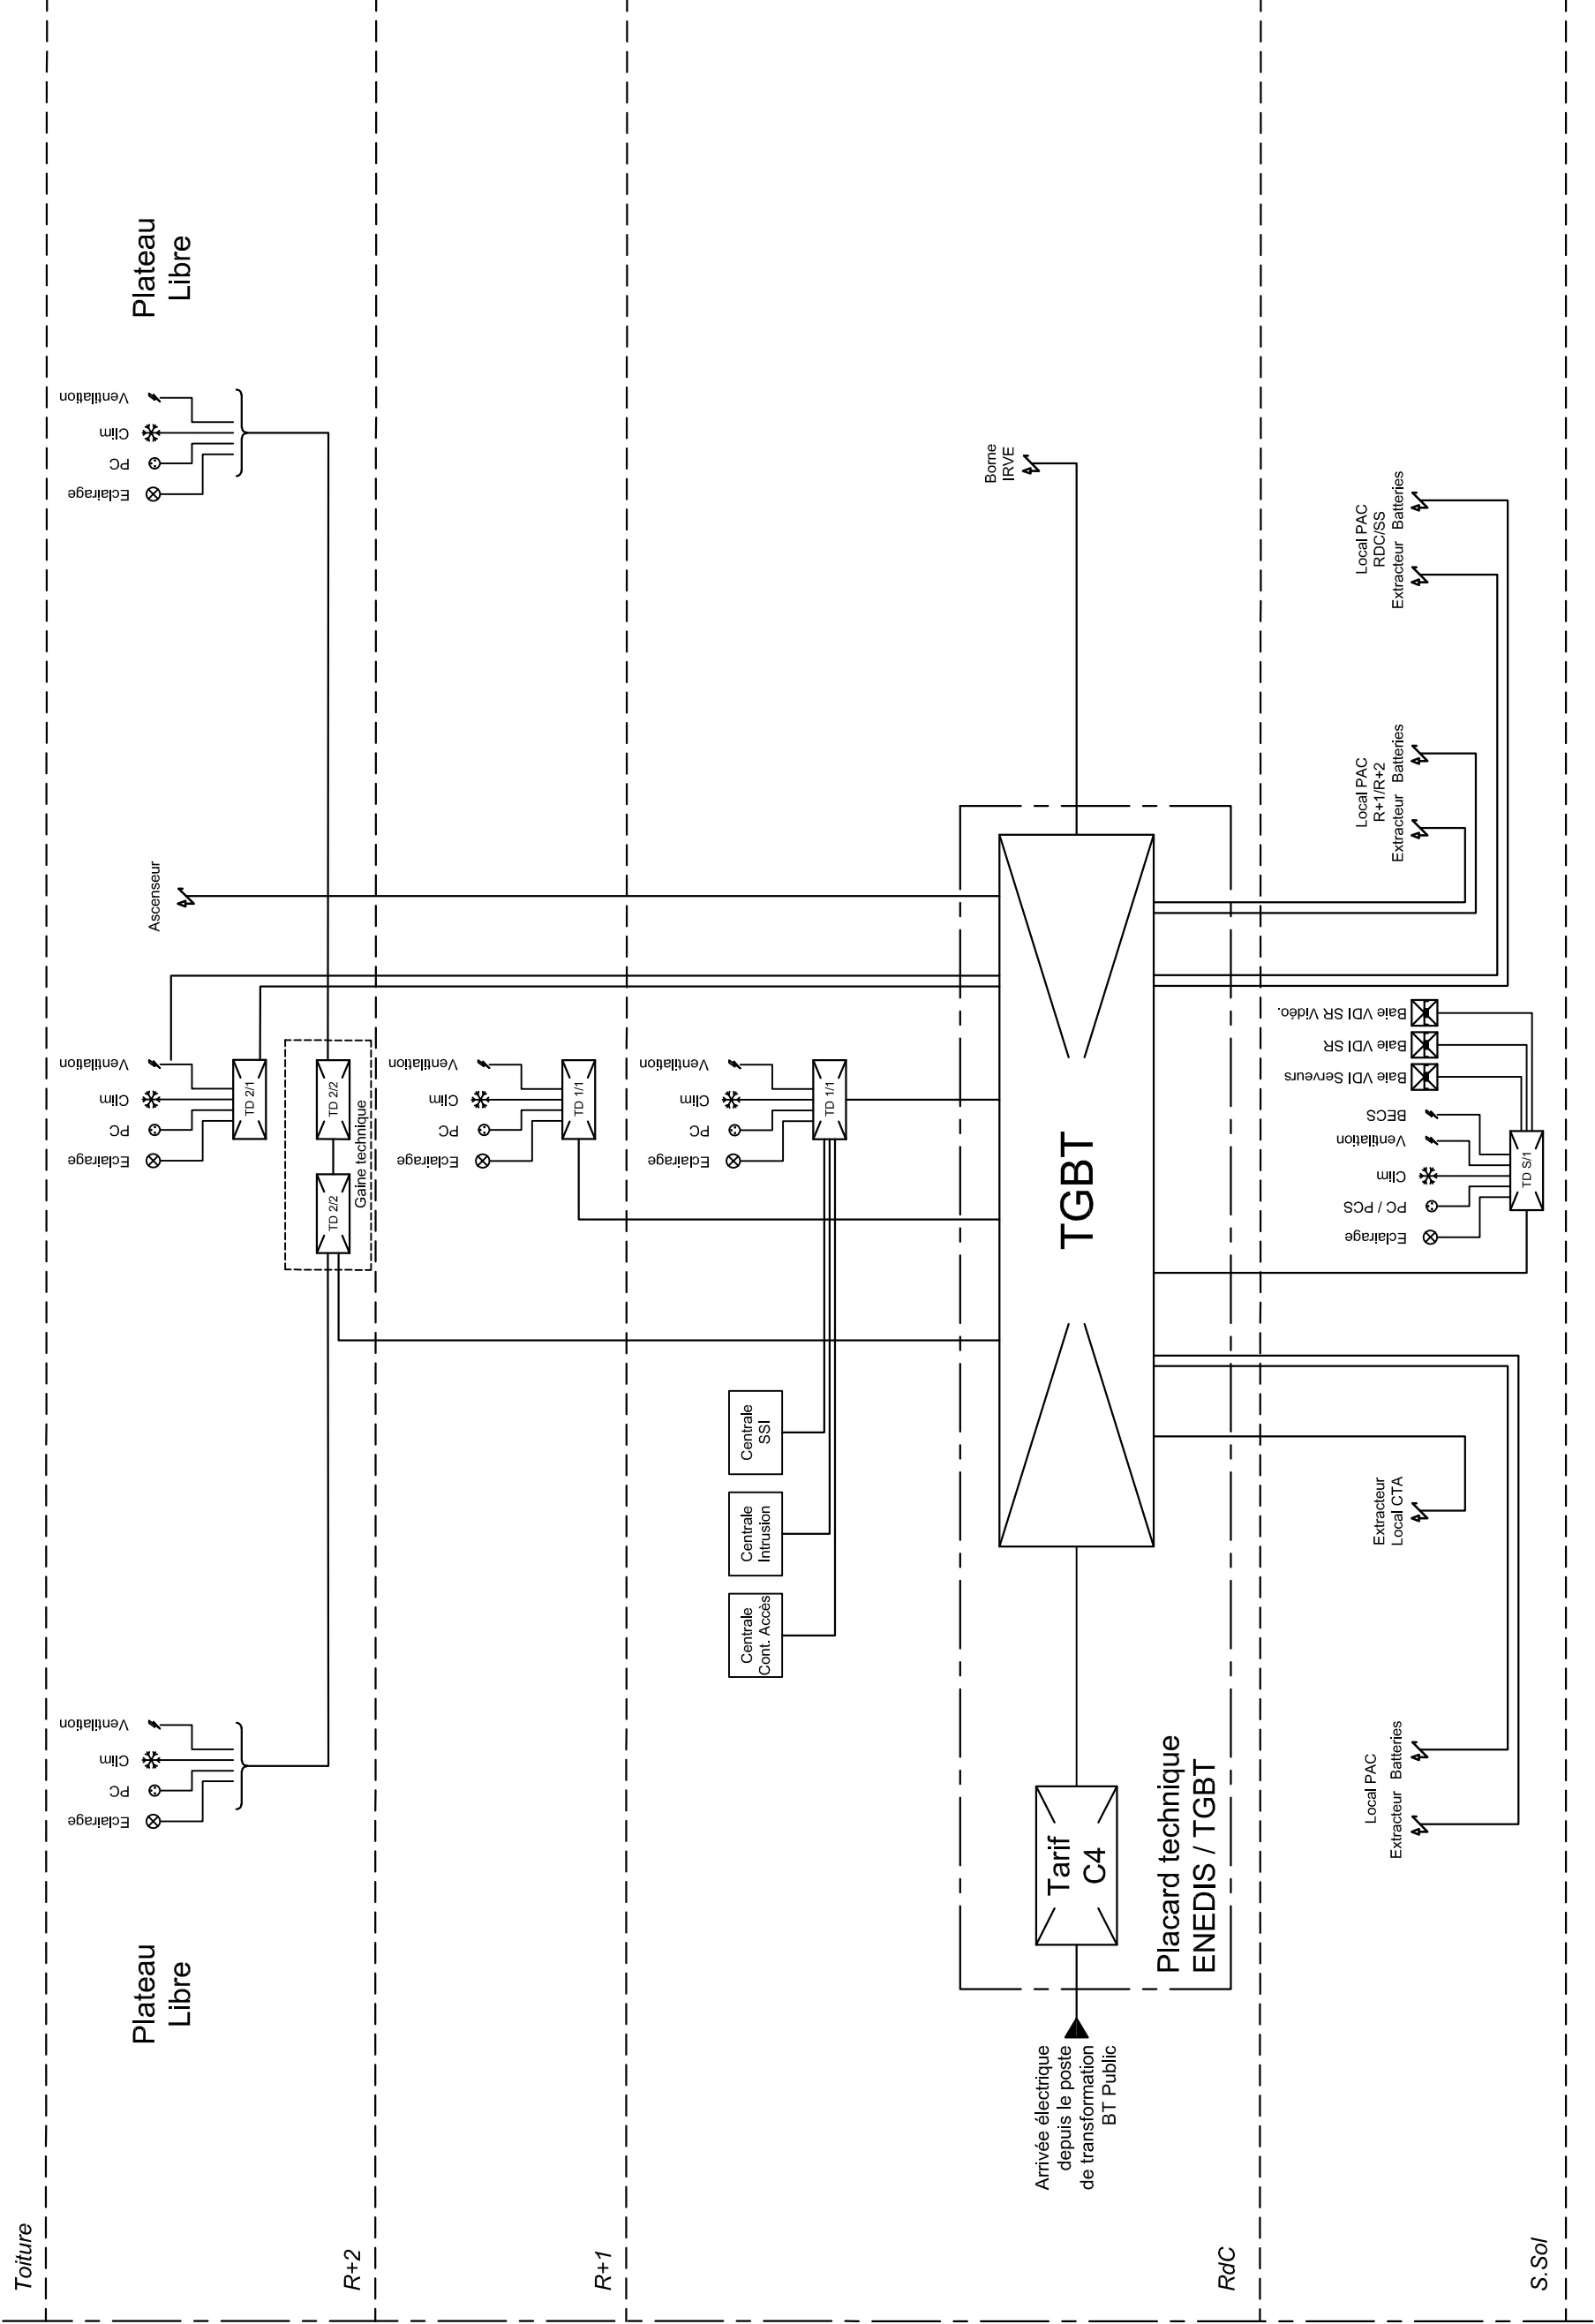 Toiture
Plateau
Libre
Eclairage
PC
Clim
Ventilation
Eclairage
PC
Clim
Ventilation
TD 2/1
Ascenseur
Eclairage
PC
Clim
Ventilation
Plateau
Libre
TD 2/2
TD 2/2
Gaine technique
R+2
Eclairage
PC
Clim
Ventilation
TD 1/1
R+1
Eclairage
PC
Clim
Ventilation
TD 1/1
Centrale
Cont. Accès
Centrale
Intrusion
Centrale
SSI
Arrivée électrique
depuis le poste
de transformation
BT Public
Tarif
C4
TGBT
Borne
IRVE
Placard technique
ENEDIS / TGBT
RdC
Local PAC
Extracteur Batteries
Extracteur
Local CTA
Eclairage
PC / PCS
Clim
Ventilation
BECS
Baie VDI Serveurs
Baie VDI SR
Baie VDI SR Vidéo.
TD S/1
Local PAC
R+1/R+2
Extracteur Batteries
Local PAC
RDC/SS
Extracteur Batteries
S.Sol